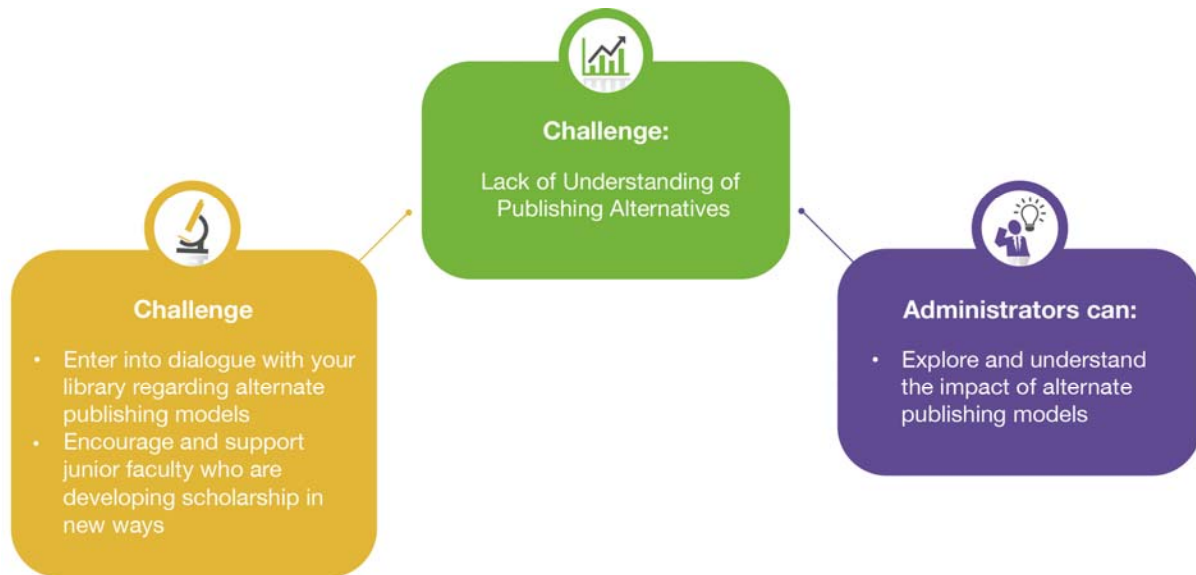 Challenge:
Lack of Understanding of
Publishing Alternatives
Challenge
• Enter into dialogue with your
library regarding alternate
publishing models
• Encourage and support
junior faculty who are
developing scholarship in
new ways
Administrators can:
• Explore and understand
the impact of alternate
publishing models